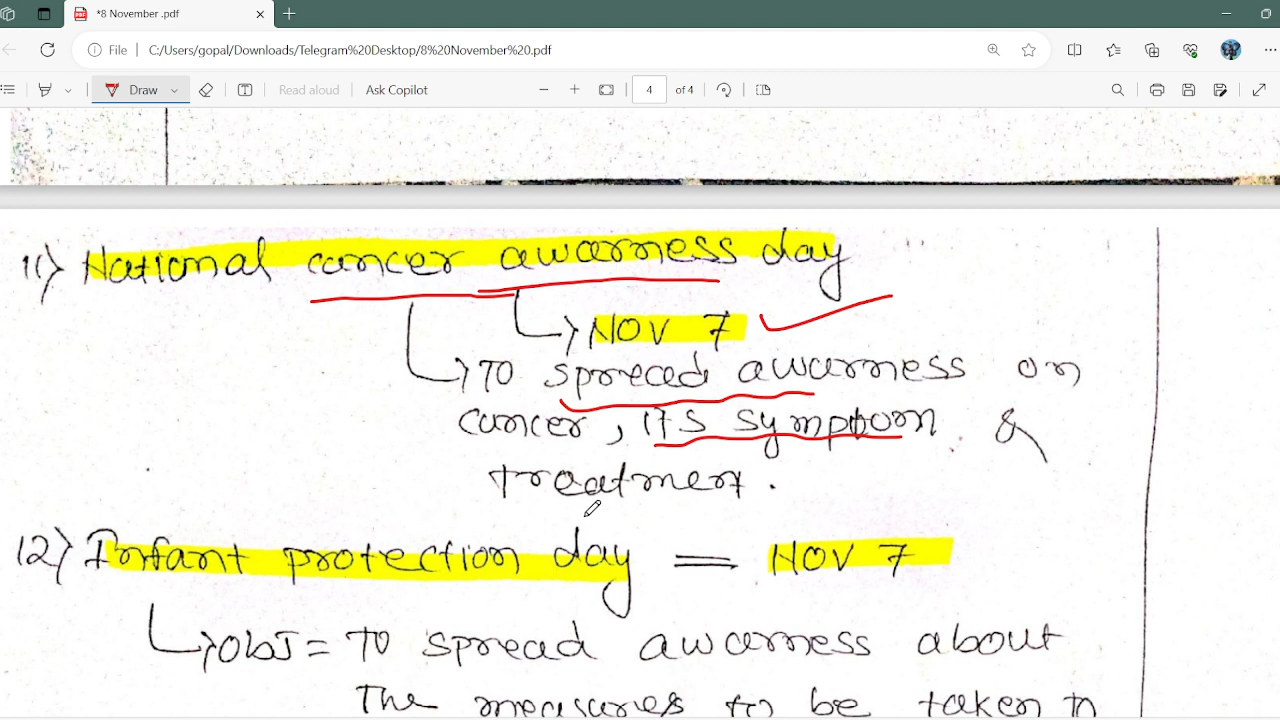 *8 November .pdf
File
C:/Users/gopal/Downloads/Telegram%20Desktop/8%20November%20.pdf
Draw
Read aloud
Ask Copilot
4 of 4
11) National cancer awarness day
→ NOV 7
→ TO spread awarness on
cancer, its symptom &
treatment.
12) Infant protection day = NOV 7
→ Obj = TO spread awarness about
The measures to be taken to